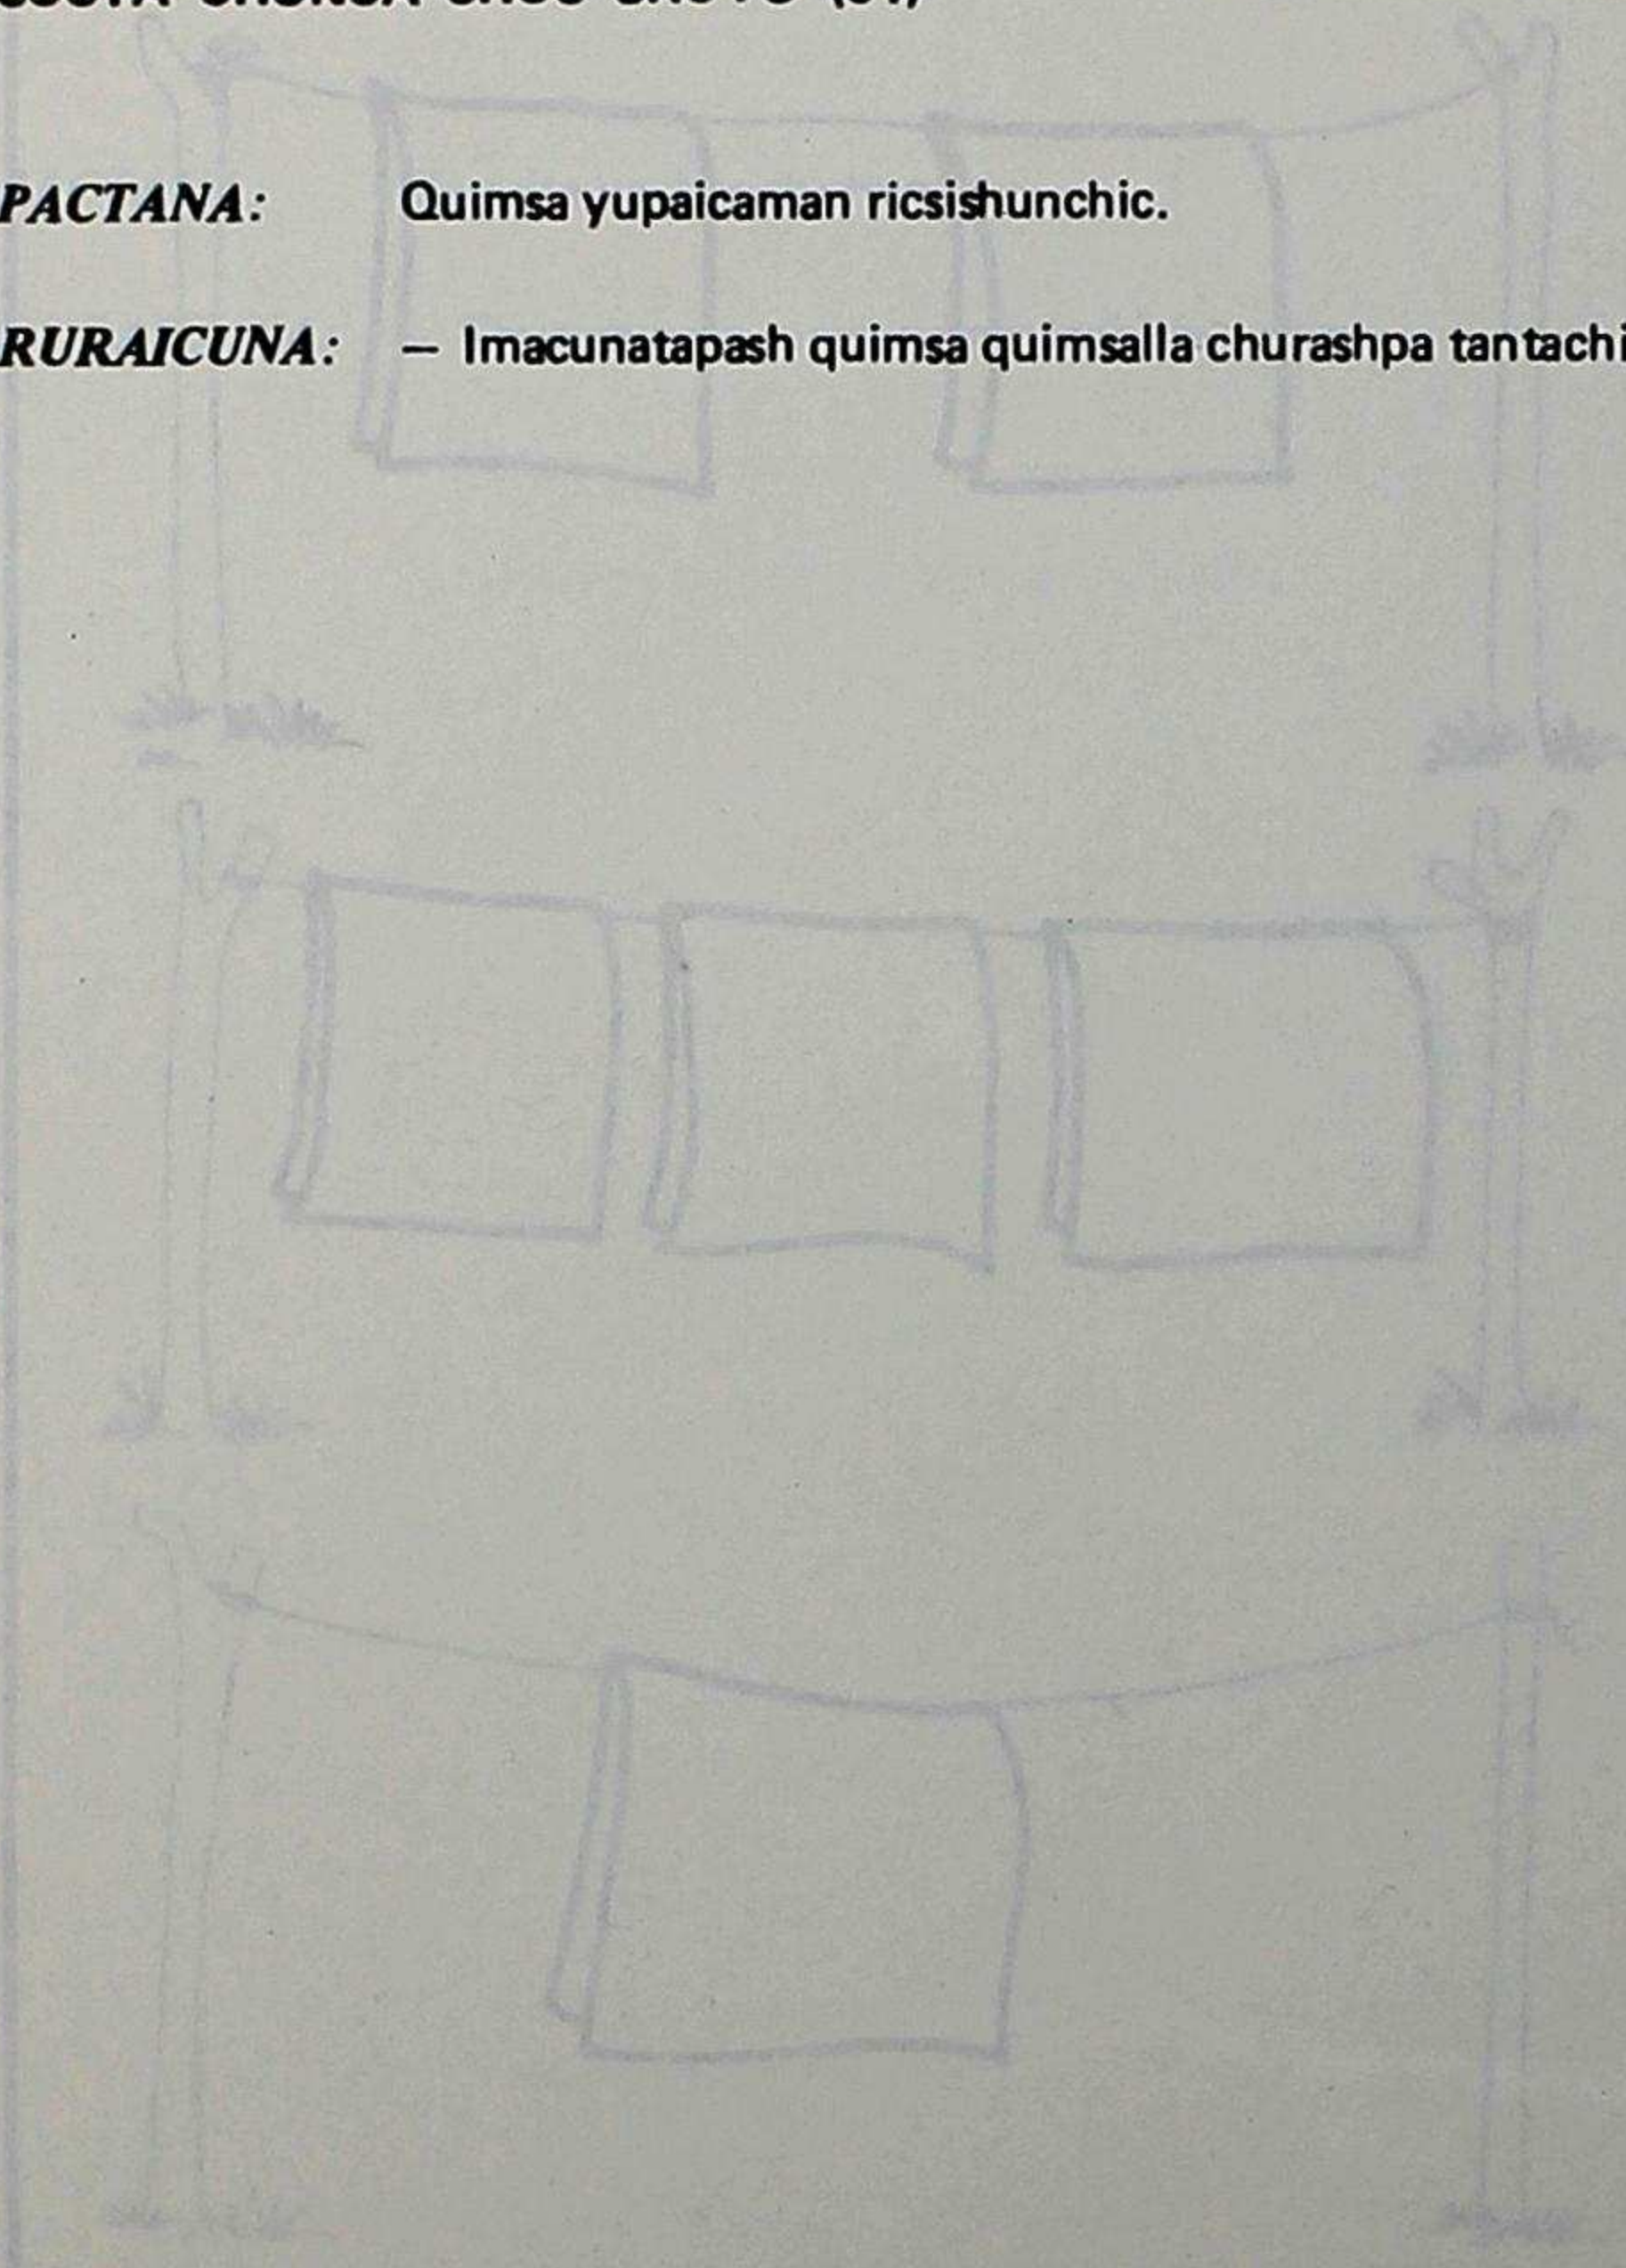 PACTANA: Quimsa yupaicaman ricsishunchic.
RURAICUNA: — Imacunatapash quimsa quimsalla churashpa tantachi